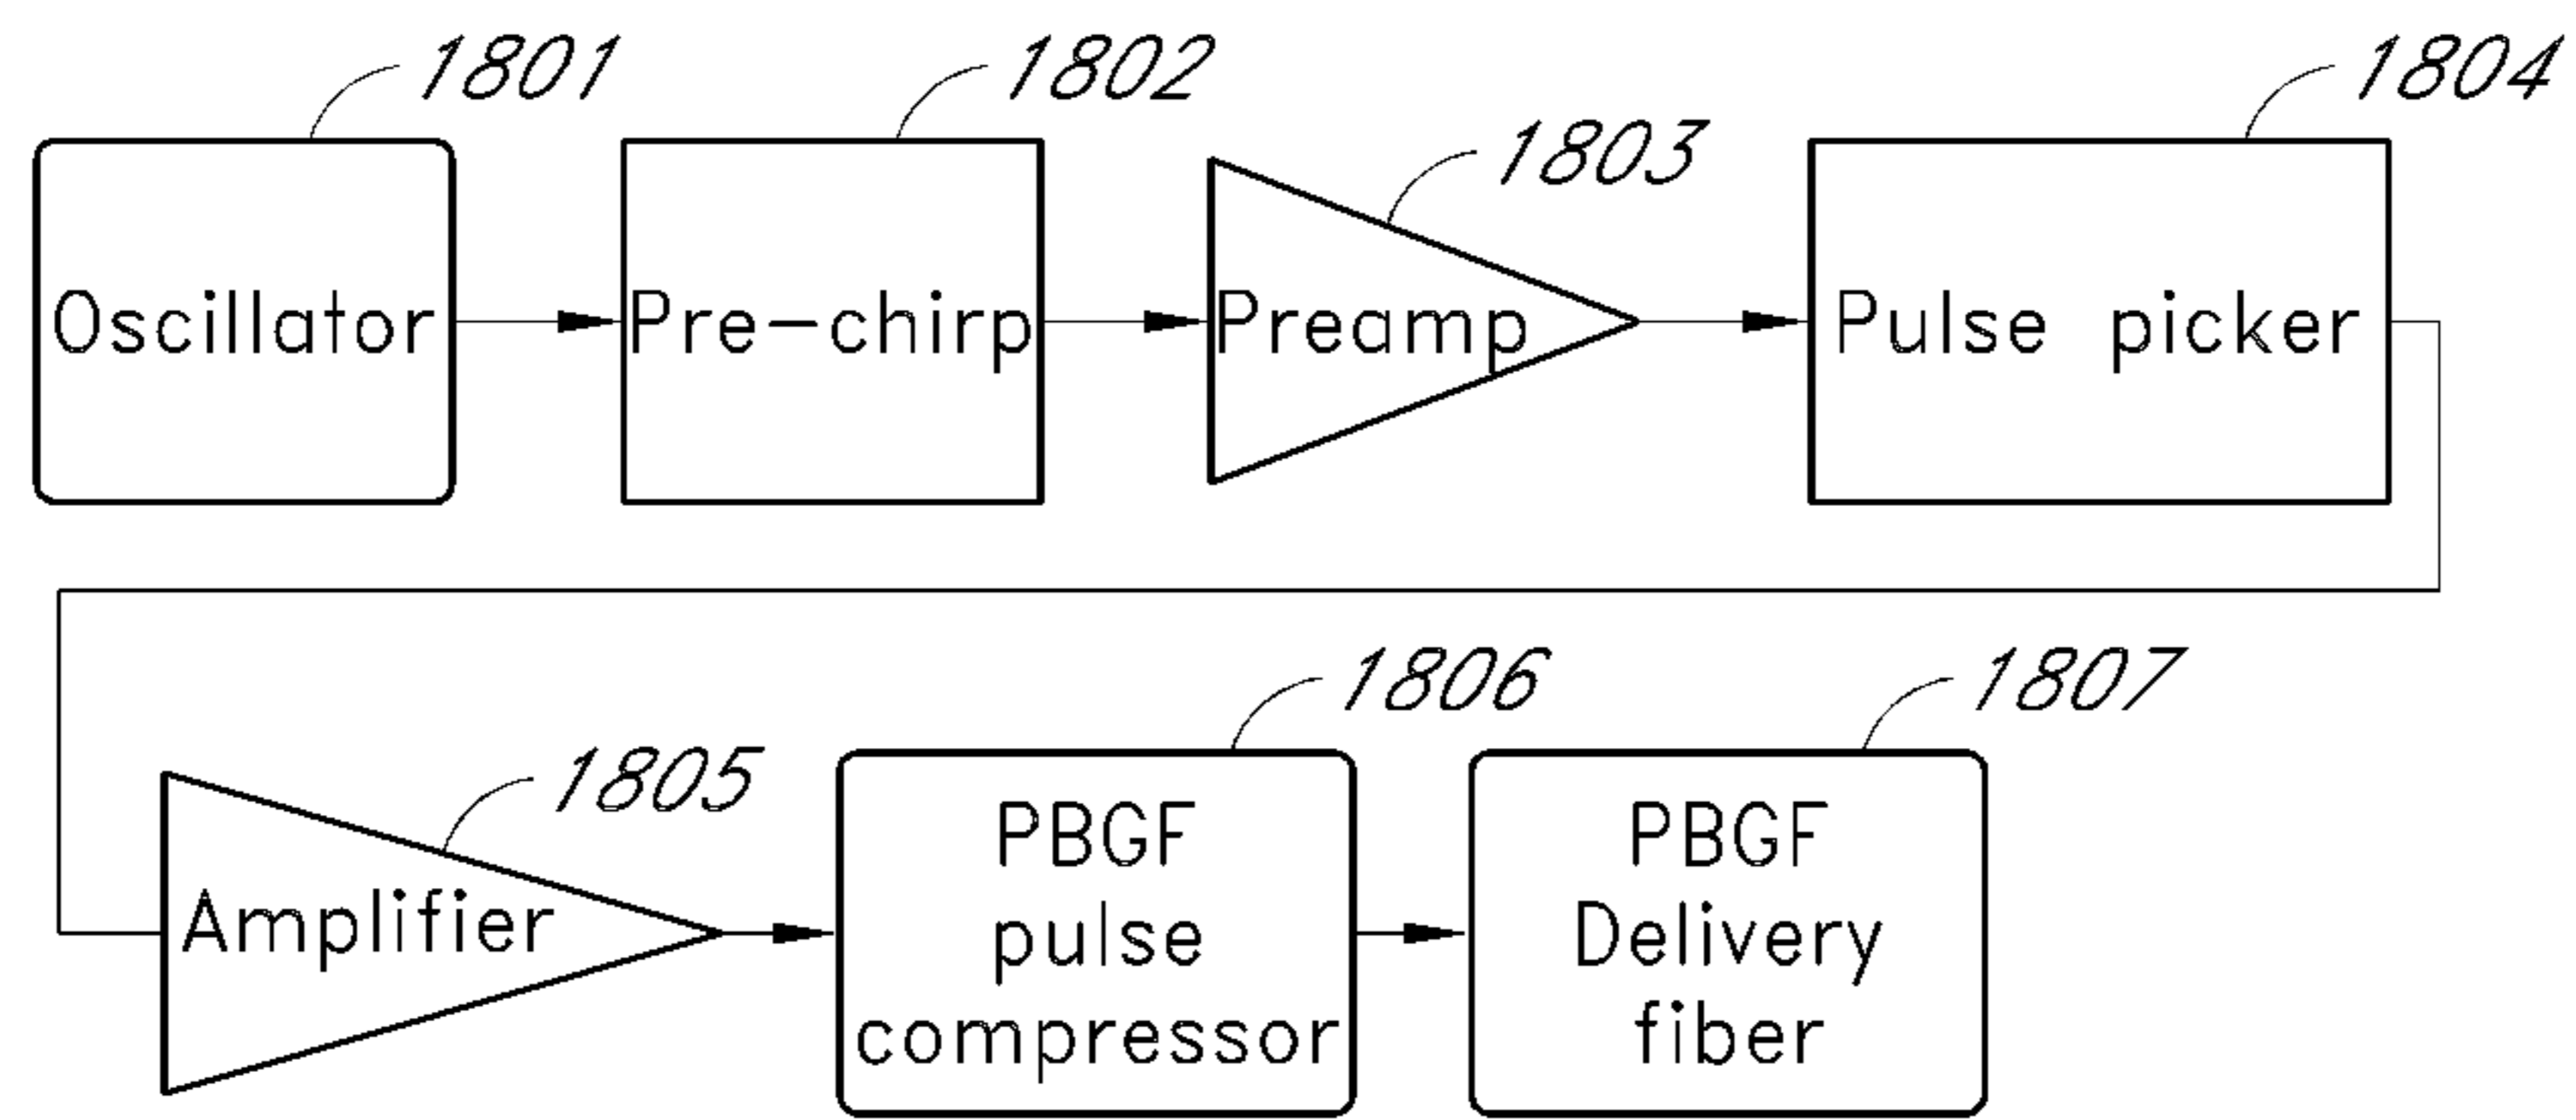 1801
1802
1803
1804
Oscillator
Pre-chirp
Preamp
Pulse picker
1805
1806
1807
Amplifier
PBGF
pulse
compressor
PBGF
Delivery
fiber